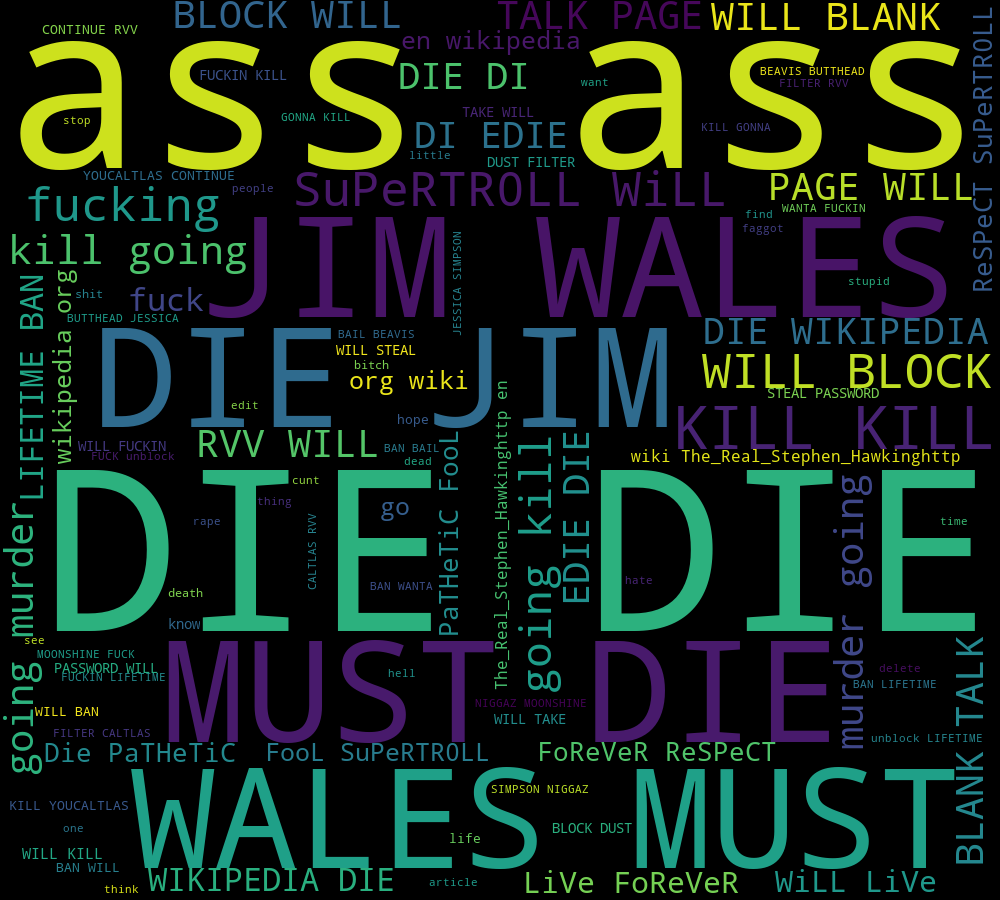 CONTINUE RVV
BLOCK WILL
TALK PAGE
WILL BLANK
en wikipedia
SuPeRTROLL
ass ass
FUCKIN KILL
DIE DI
want
BEAVIS BUTTHEAD
FILTER RVV
stop
GONNA KILL
TAKE WILL
DI EDIE
KILL GONNA
little
DUST FILTER
YOUCALTLAS CONTINUE
people
SuPeRTROLL WiLL
PAGE WILL
ReSPeCT
fucking
WANTA FUCKIN
find
faggot
kill going
JIM WALES
JESSICA SIMPSON
stupid
shit
fuck
BUTTHEAD JESSICA
LIFETIME BAN
wikipedia org
DIE JIM
BAIL BEAVIS
WILL STEAL
bitch
org wiki
DIE WIKIPEDIA
WILL BLOCK
STEAL PASSWORD
edit
hope
KILL KILL
WILL FUCKIN
FUCK unblock
RVV WILL
BAN BAIL
dead
wiki The_Real_Stephen_Hawkinghttp
The_Real_Stephen_Hawkinghttp en
PaTHeTiC FooL
going kill
EDIE DIE
DIE DIE
cunt
thing
go
rape
CALTLAS RVV
time
murder going
going murder
BAN WANTA
hate
death
know
see
MOONSHINE FUCK
PASSWORD WILL
FUCKIN LIFETIME
MUST DIE
hell
delete
BAN LIFETIME
NIGGAZ MOONSHINE
WILL BAN
WILL TAKE
FILTER CALTLAS
unblock LIFETIME
BLANK TALK
Die PaTHeTiC
FooL SuPeRTROLL
FoReVeR ReSPeCT
WALES MUST
SIMPSON NIGGAZ
KILL YOUCALTLAS
one
BLOCK DUST
life
WILL KILL
BAN WILL
think
WIKIPEDIA DIE
article
LiVe FoReVeR
WiLL LiVe